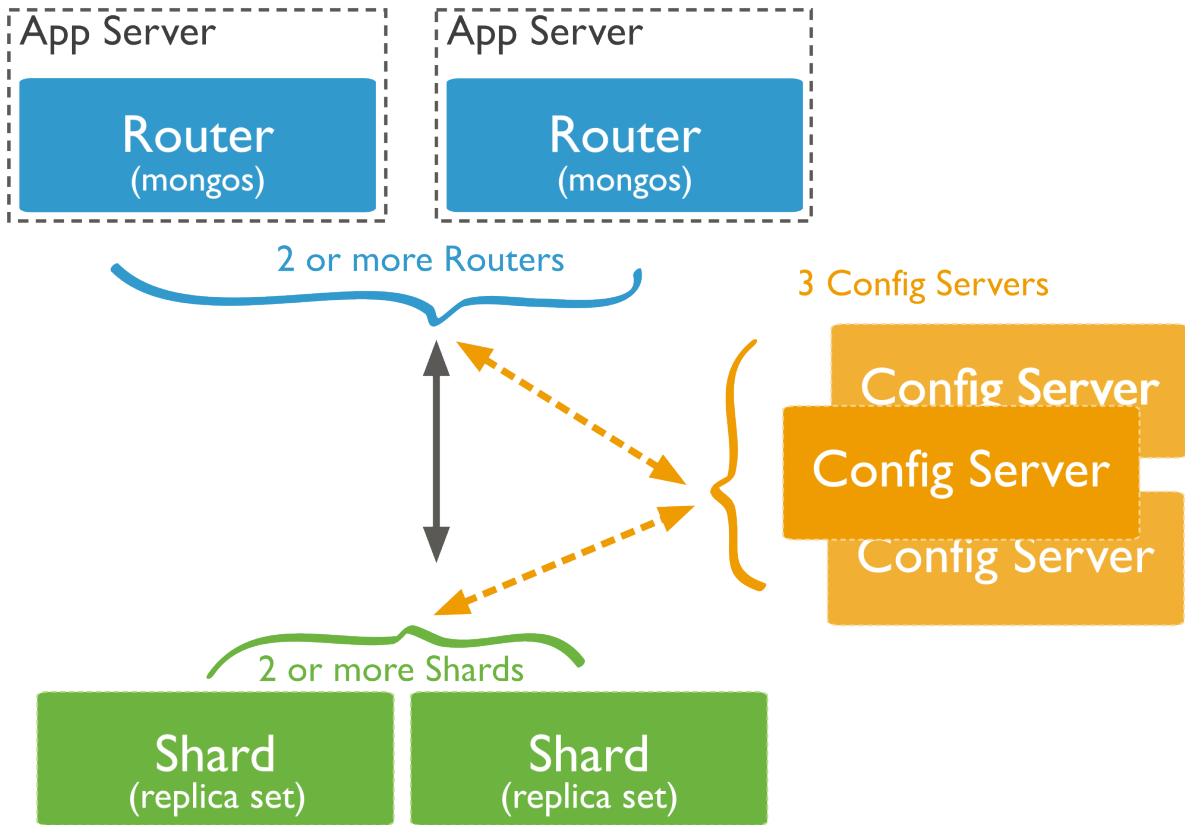 App Server
Router
(mongos)
App Server
Router
(mongos)
2 or more Routers
3 Config Servers
Config Server
Config Server
Config Server
2 or more Shards
Shard
(replica set)
Shard
(replica set)